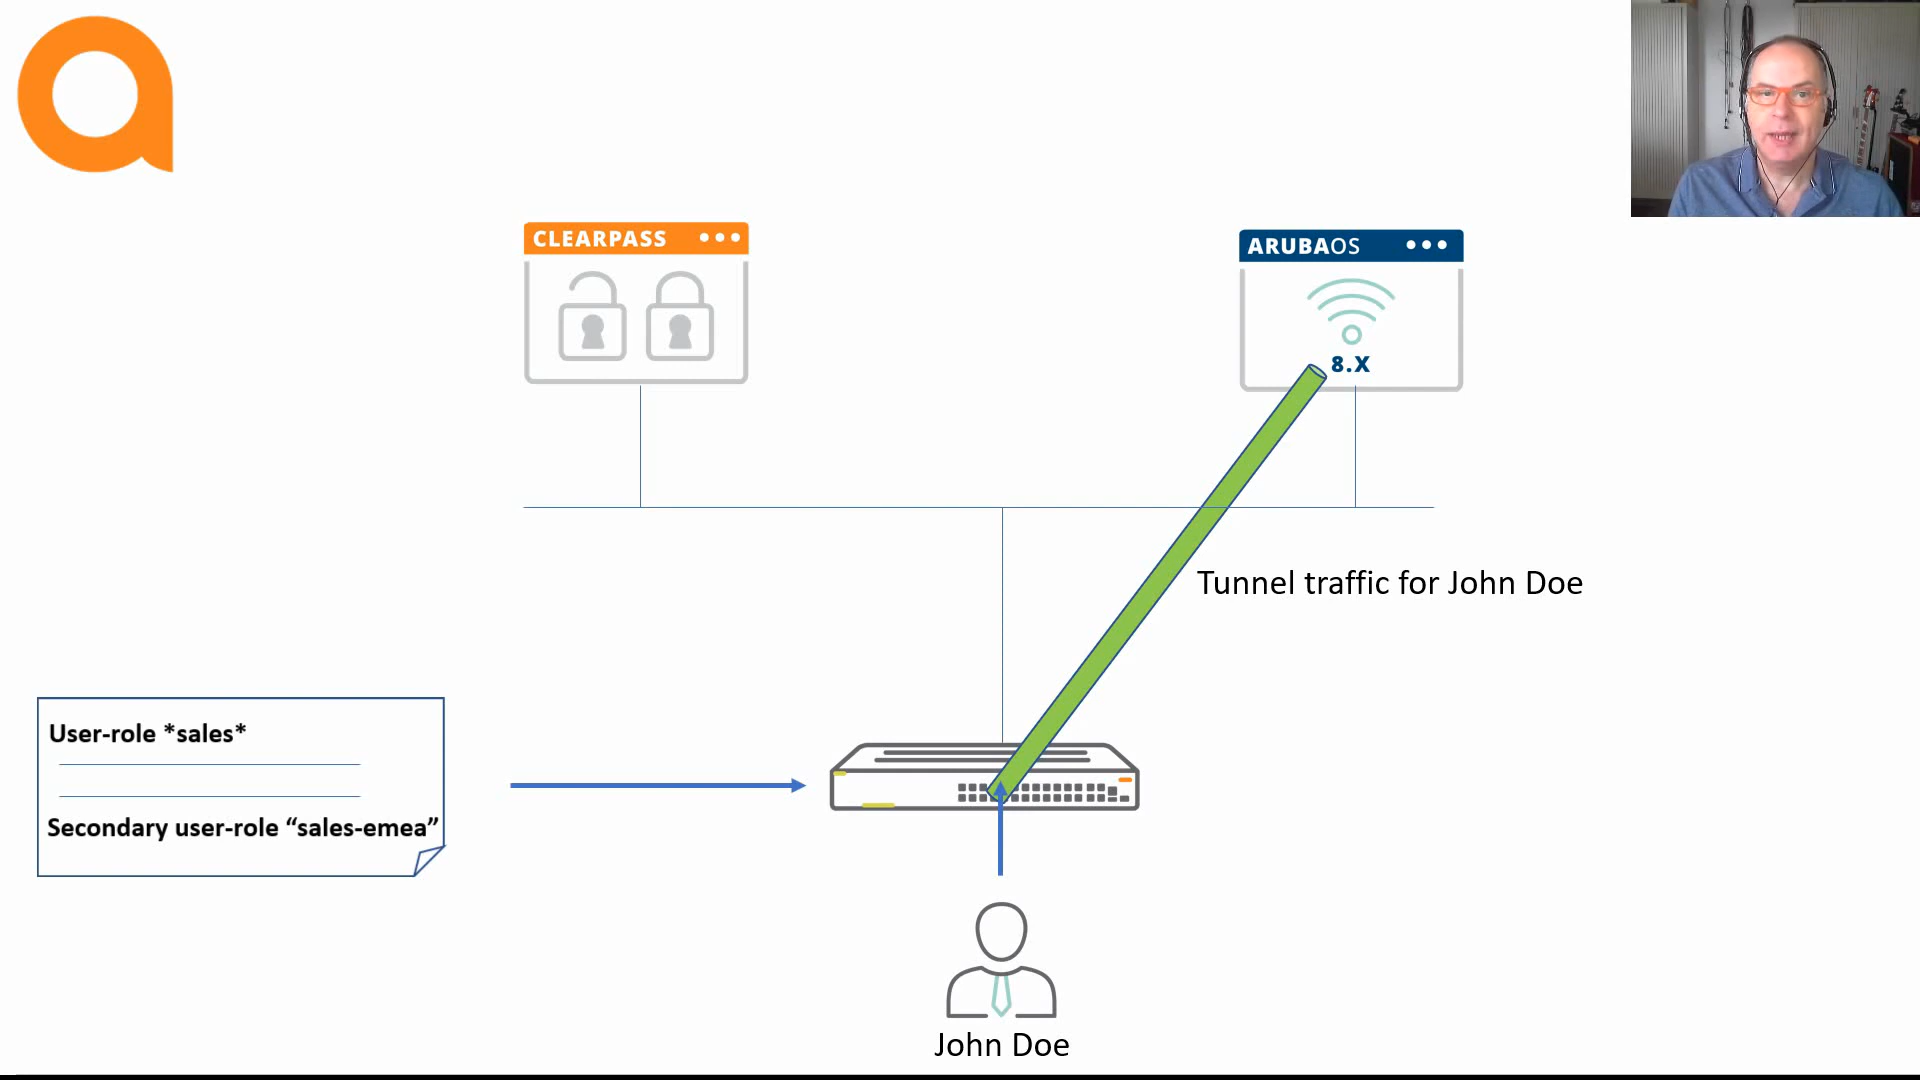 CLEARPASS
ARUBAOS
8.X
Tunnel traffic for John Doe
User-role *sales*
Secondary user-role “sales-emea”
John Doe